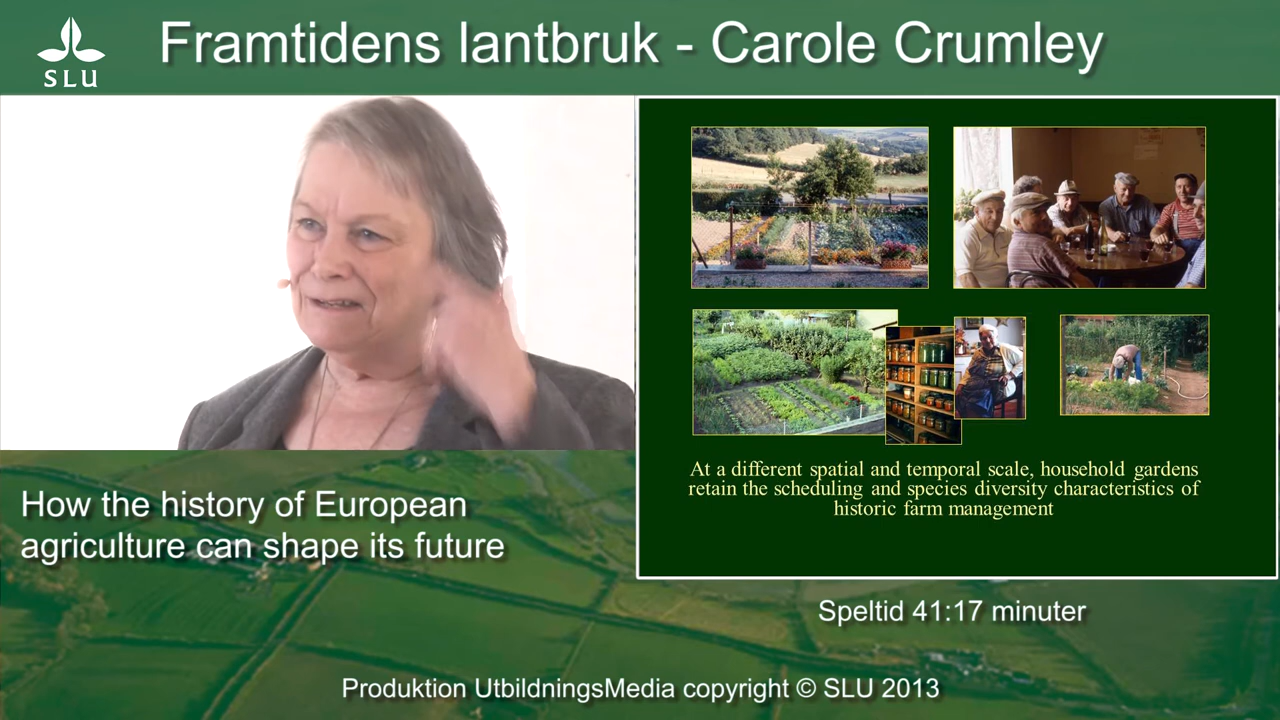 SLU
Framtidens lantbruk - Carole Crumley
At a different spatial and temporal scale, household gardens
retain the scheduling and species diversity characteristics of
historic farm management
How the history of European
agriculture can shape its future
Speltid 41:17 minuter
Produktion UtbildningsMedia copyright © SLU 2013